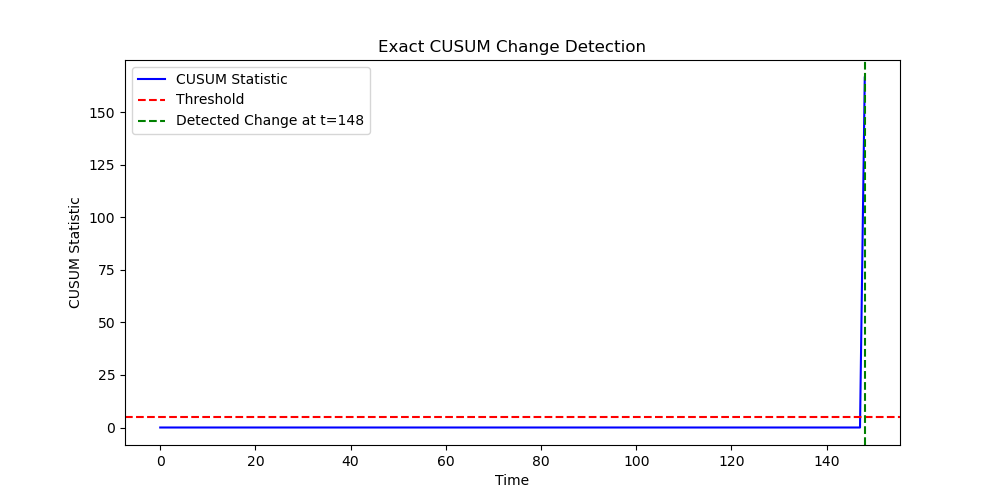 Exact CUSUM Change Detection
CUSUM Statistic
Threshold
Detected Change at t=148
CUSUM Statistic
150
125
100
75
50
25
0
0 20 40 60 80 100 120 140
Time